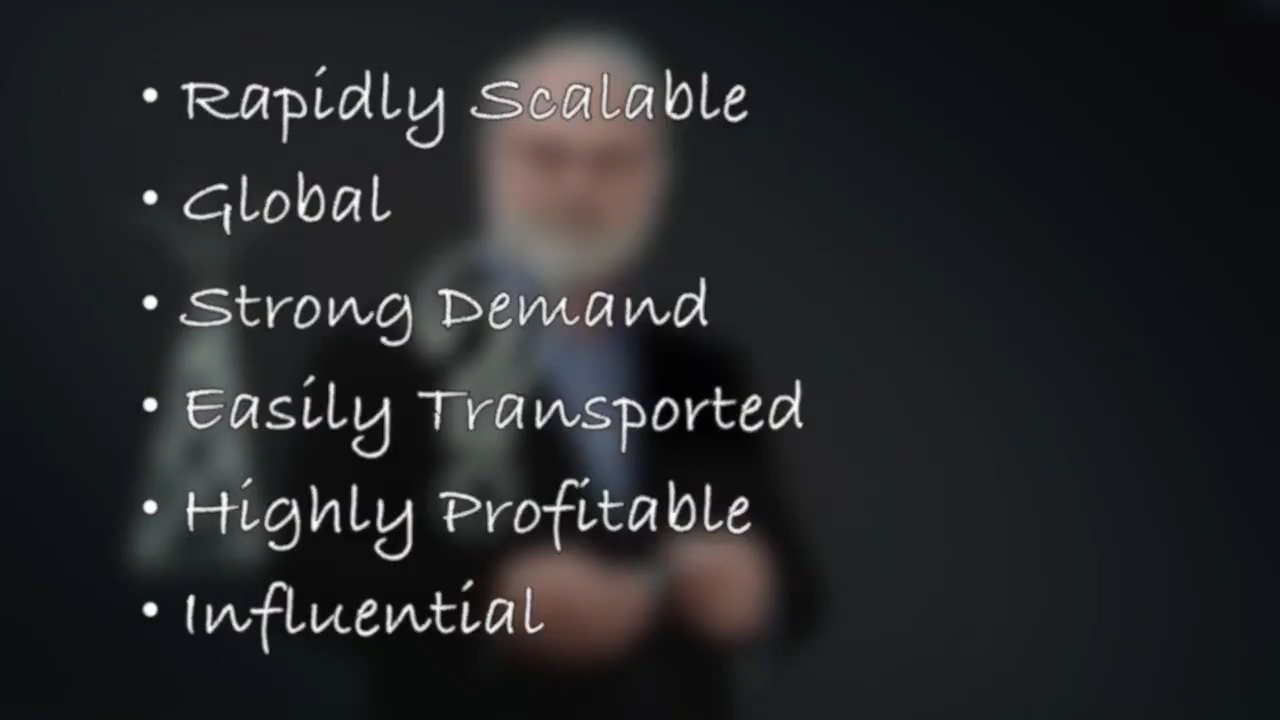 • Rapidly Scalable
• Global
• Strong Demand
• Easily Transported
• Highly Profitable
• Influential